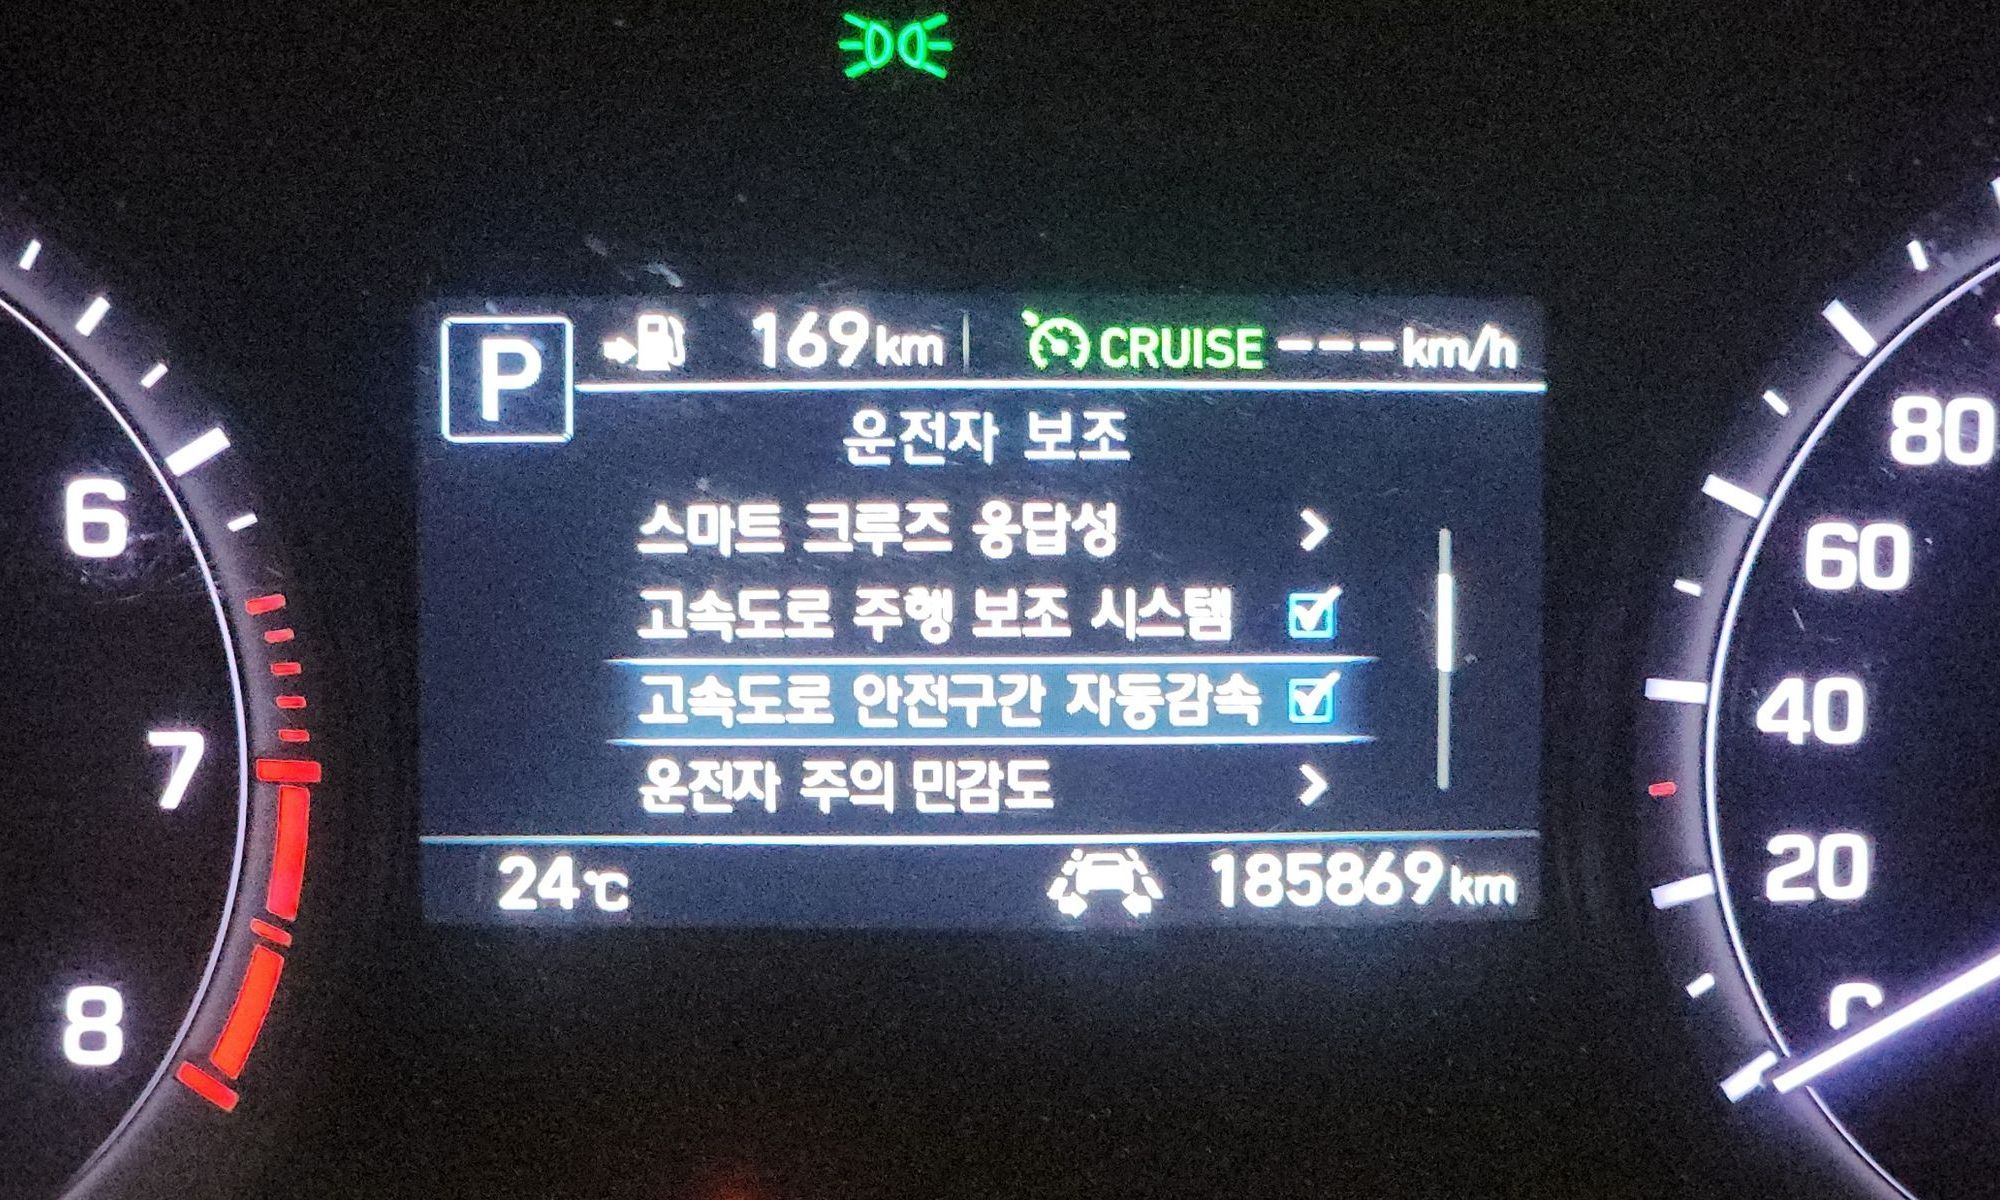 P 169km CRUISE ---km/h
운전자 보조
스마트 크루즈 응답성 >
고속도로 주행 보조 시스템
고속도로 안전구간 자동감속
운전자 주의 민감도 >
24℃ 185869km
6
7
8
80
60
40
20